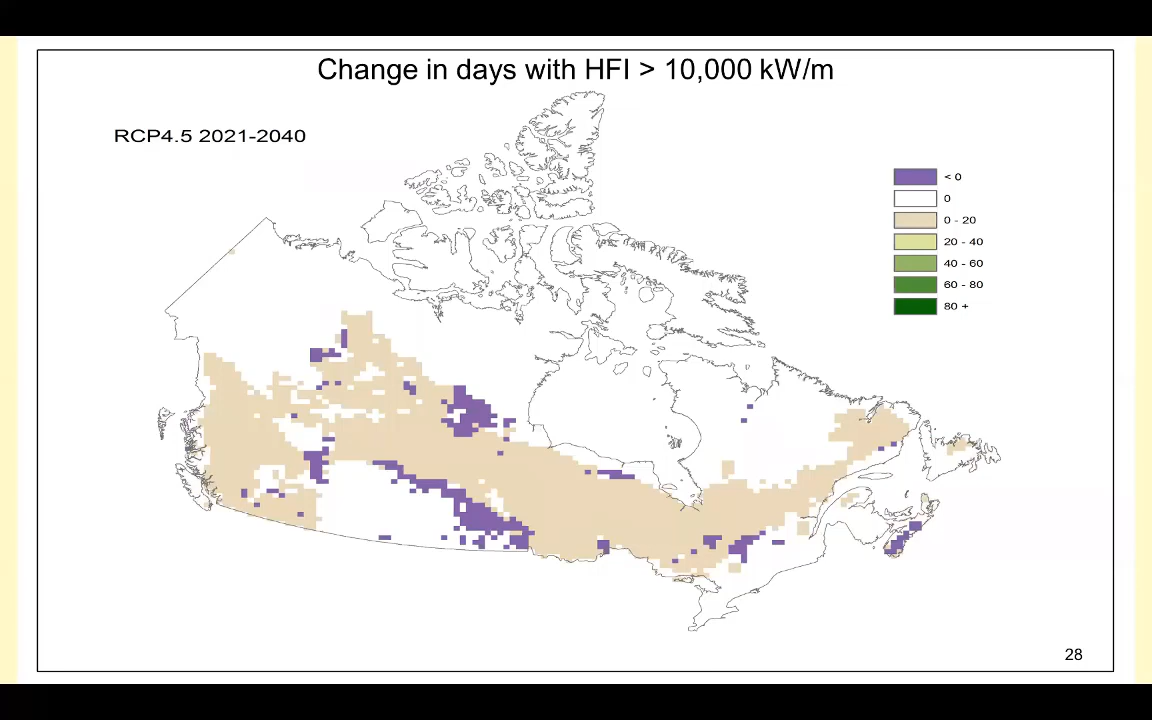 Change in days with HFI > 10,000 kW/m
RCP4.5 2021-2040
< 0
0
0 - 20
20 - 40
40 - 60
60 - 80
80 +
28